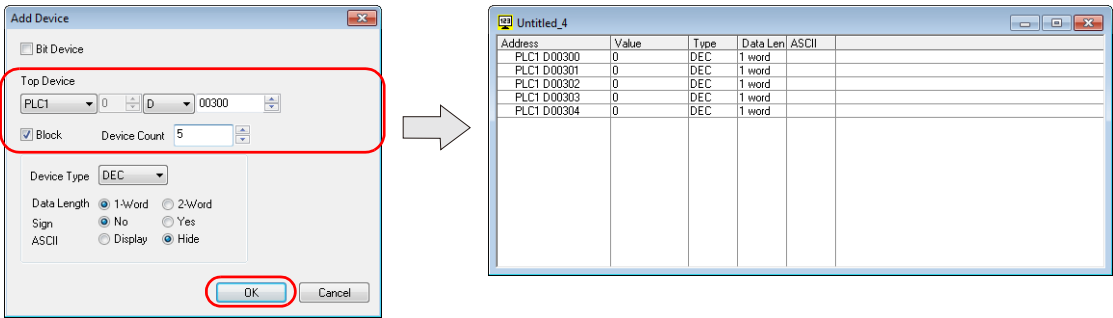 Add Device
Bit Device
Top Device
PLC1 0 D 00300
Block Device Count 5
Device Type DEC
Data Length 1-Word 2-Word
Sign No Yes
ASCII Display Hide
OK Cancel
123 Untitled_4
Address Value Type Data Len ASCII
PLC1 D00300 0 DEC 1 word
PLC1 D00301 0 DEC 1 word
PLC1 D00302 0 DEC 1 word
PLC1 D00303 0 DEC 1 word
PLC1 D00304 0 DEC 1 word